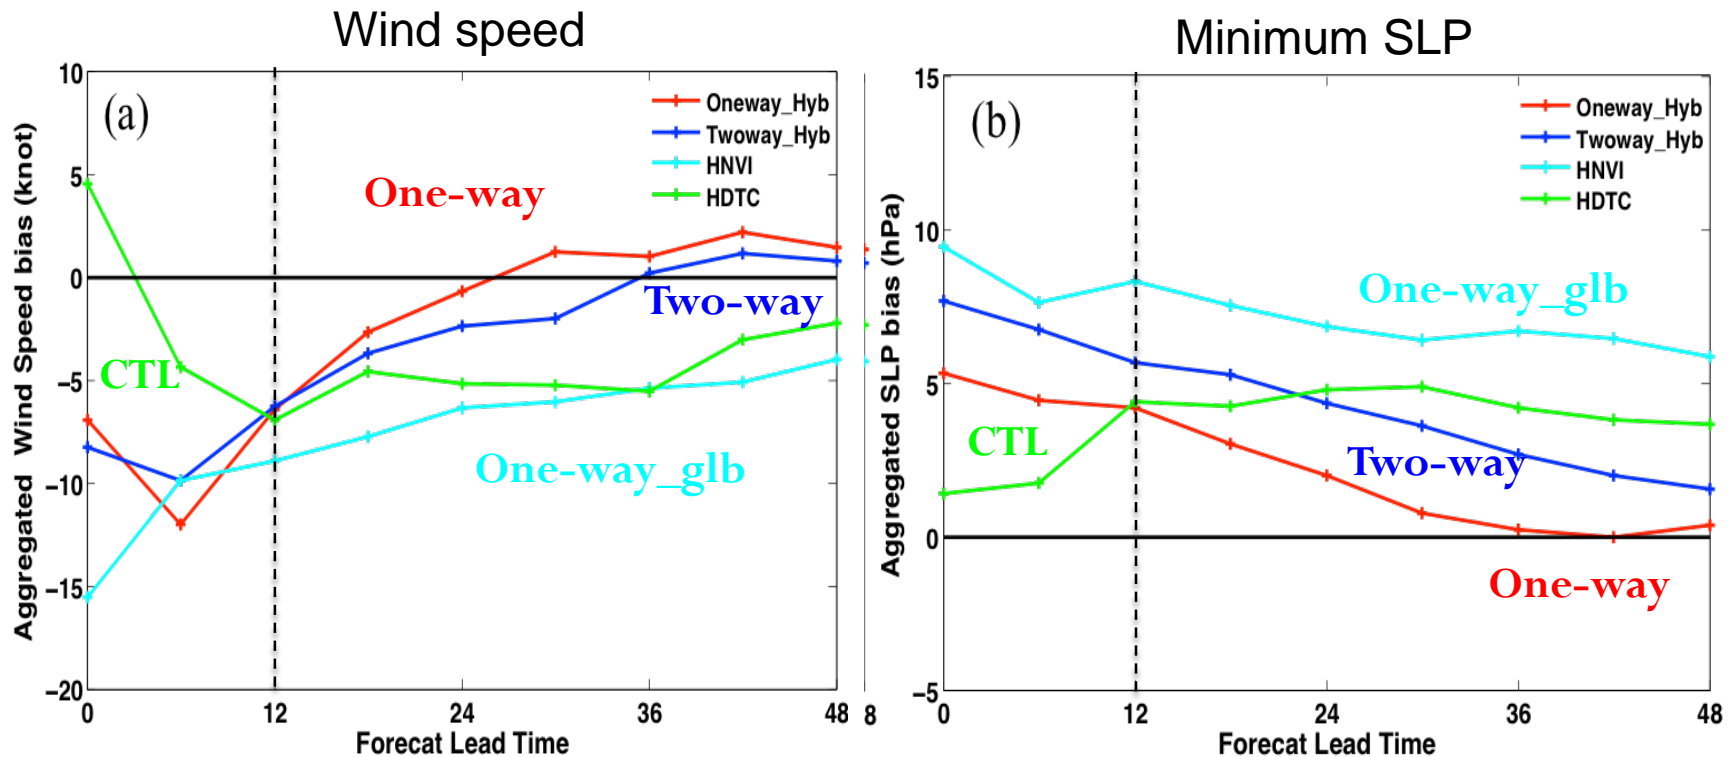 Wind speed
Minimum SLP
(a)
Oneway_Hyb
Twoway_Hyb
HNVI
HDTC
One-way
Two-way
CTL
One-way_glb
Aggregated Wind Speed bias (knot)
10
5
0
−5
−10
−15
−20
0
12
24
36
48
8
Forecat Lead Time
(b)
Oneway_Hyb
Twoway_Hyb
HNVI
HDTC
One-way_glb
CTL
Two-way
One-way
Aggregated SLP bias (hPa)
15
10
5
0
−5
0
12
24
36
48
Forecat Lead Time